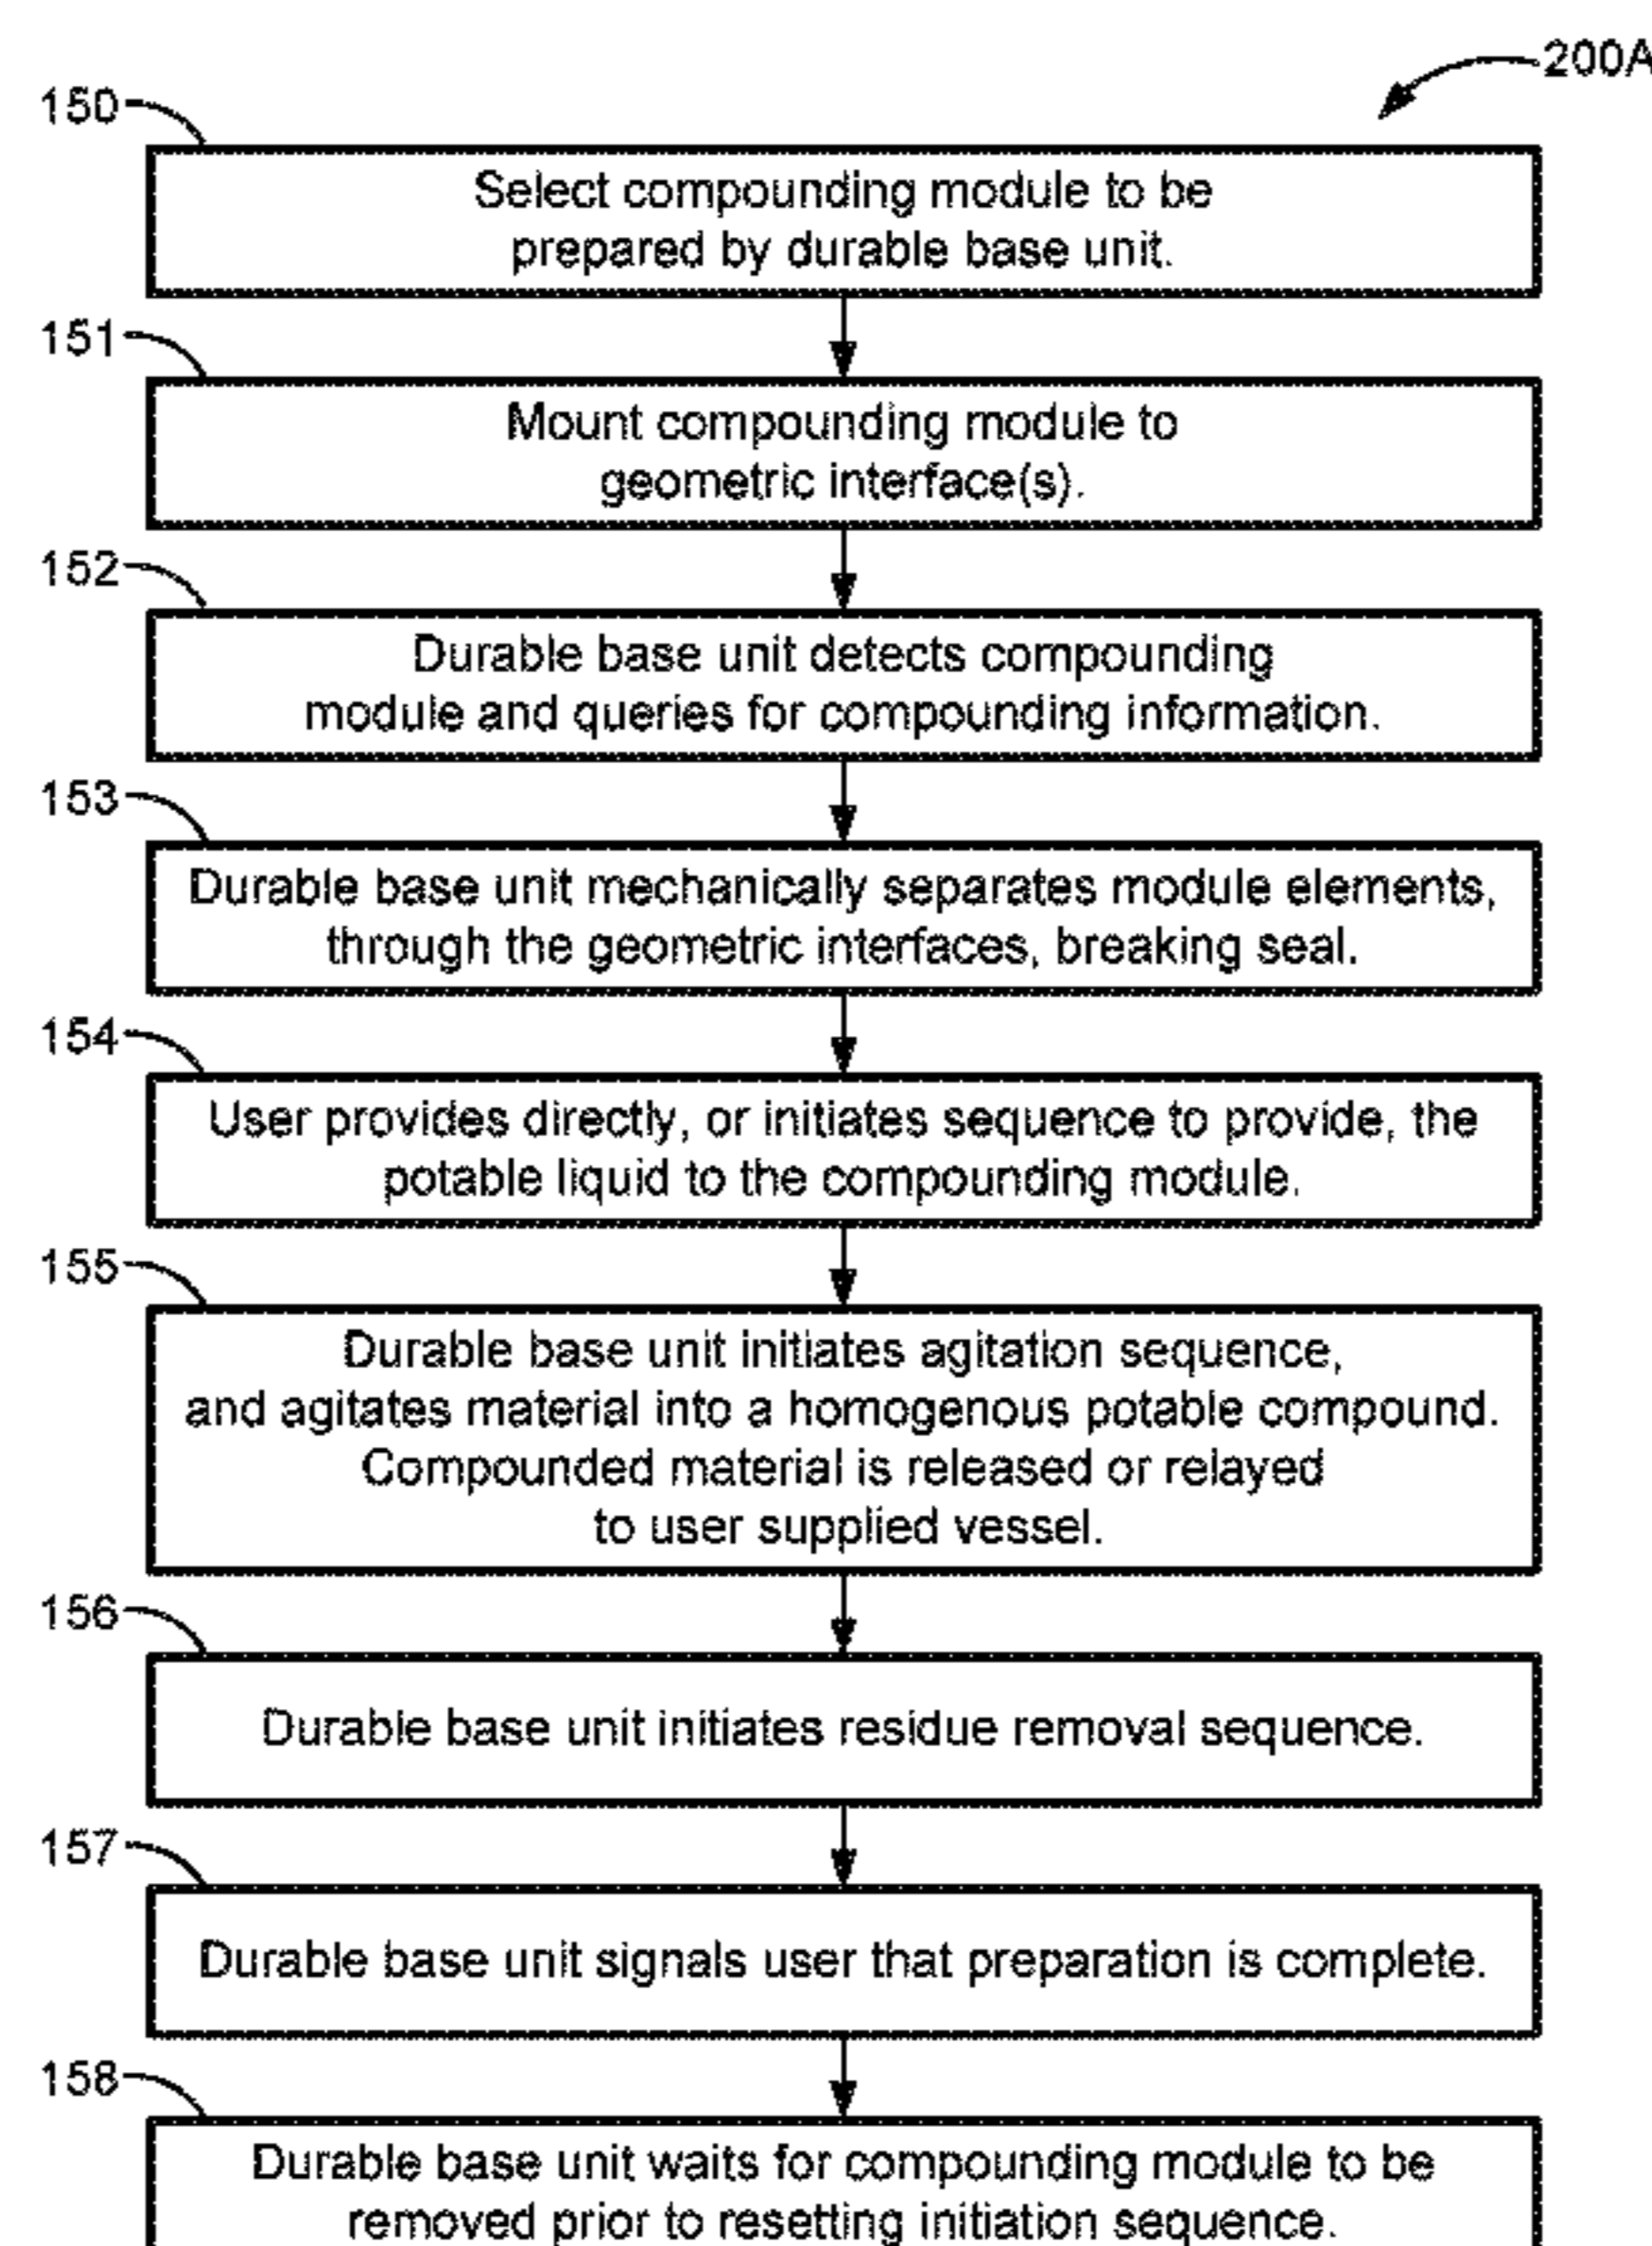 200A
150
Select compounding module to be
prepared by durable base unit.
151
Mount compounding module to
geometric interface(s).
152
Durable base unit detects compounding
module and queries for compounding information.
153
Durable base unit mechanically separates module elements,
through the geometric interfaces, breaking seal.
154
User provides directly, or initiates sequence to provide, the
potable liquid to the compounding module.
155
Durable base unit initiates agitation sequence,
and agitates material into a homogenous potable compound.
Compounded material is released or relayed
to user supplied vessel.
156
Durable base unit initiates residue removal sequence.
157
Durable base unit signals user that preparation is complete.
158
Durable base unit waits for compounding module to be
removed prior to resetting initiation sequence.